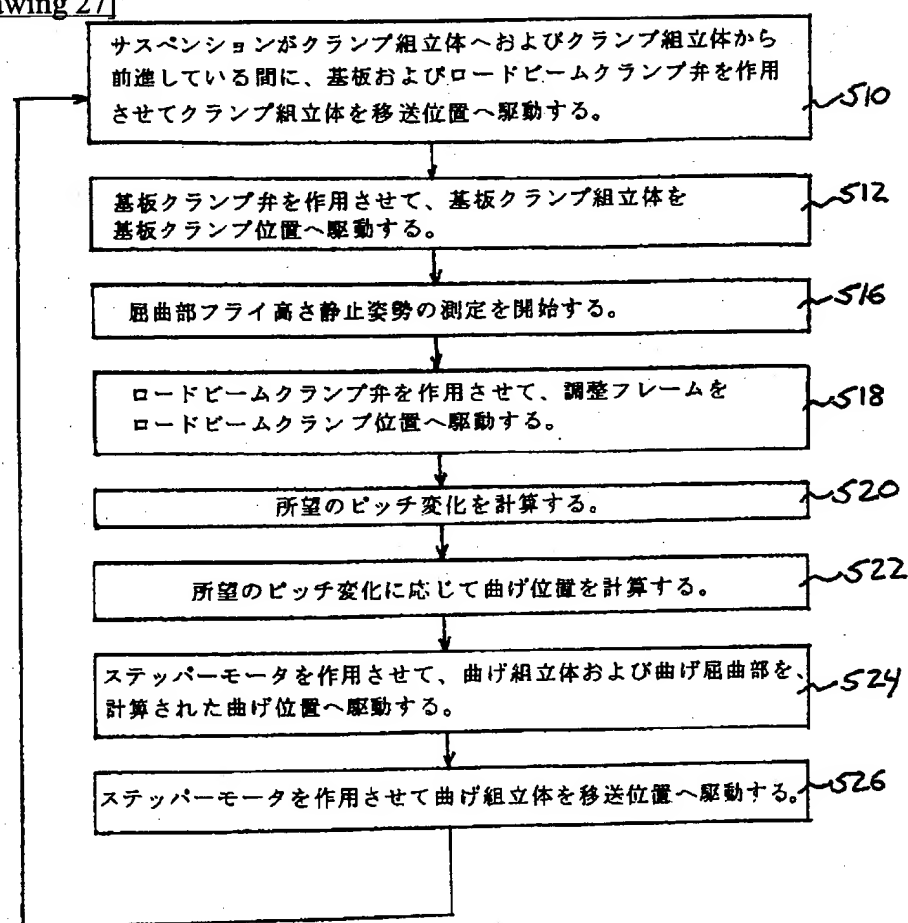 awing 27]
サスペンションがクランプ組立体へおよびクランプ組立体から
前進している間に、基板およびロードビームクランプ弁を作用
させてクランプ組立体を移送位置へ駆動する。
510
基板クランプ弁を作用させて、基板クランプ組立体を
基板クランプ位置へ駆動する。
512
屈曲部フライ高さ静止姿勢の測定を開始する。
516
ロードビームクランプ弁を作用させて、調整フレームを
ロードビームクランプ位置へ駆動する。
518
所望のピッチ変化を計算する。
520
所望のピッチ変化に応じて曲げ位置を計算する。
522
ステッパーモータを作用させて、曲げ組立体および曲げ屈曲部を、
計算された曲げ位置へ駆動する。
524
ステッパーモータを作用させて曲げ組立体を移送位置へ駆動する。
526